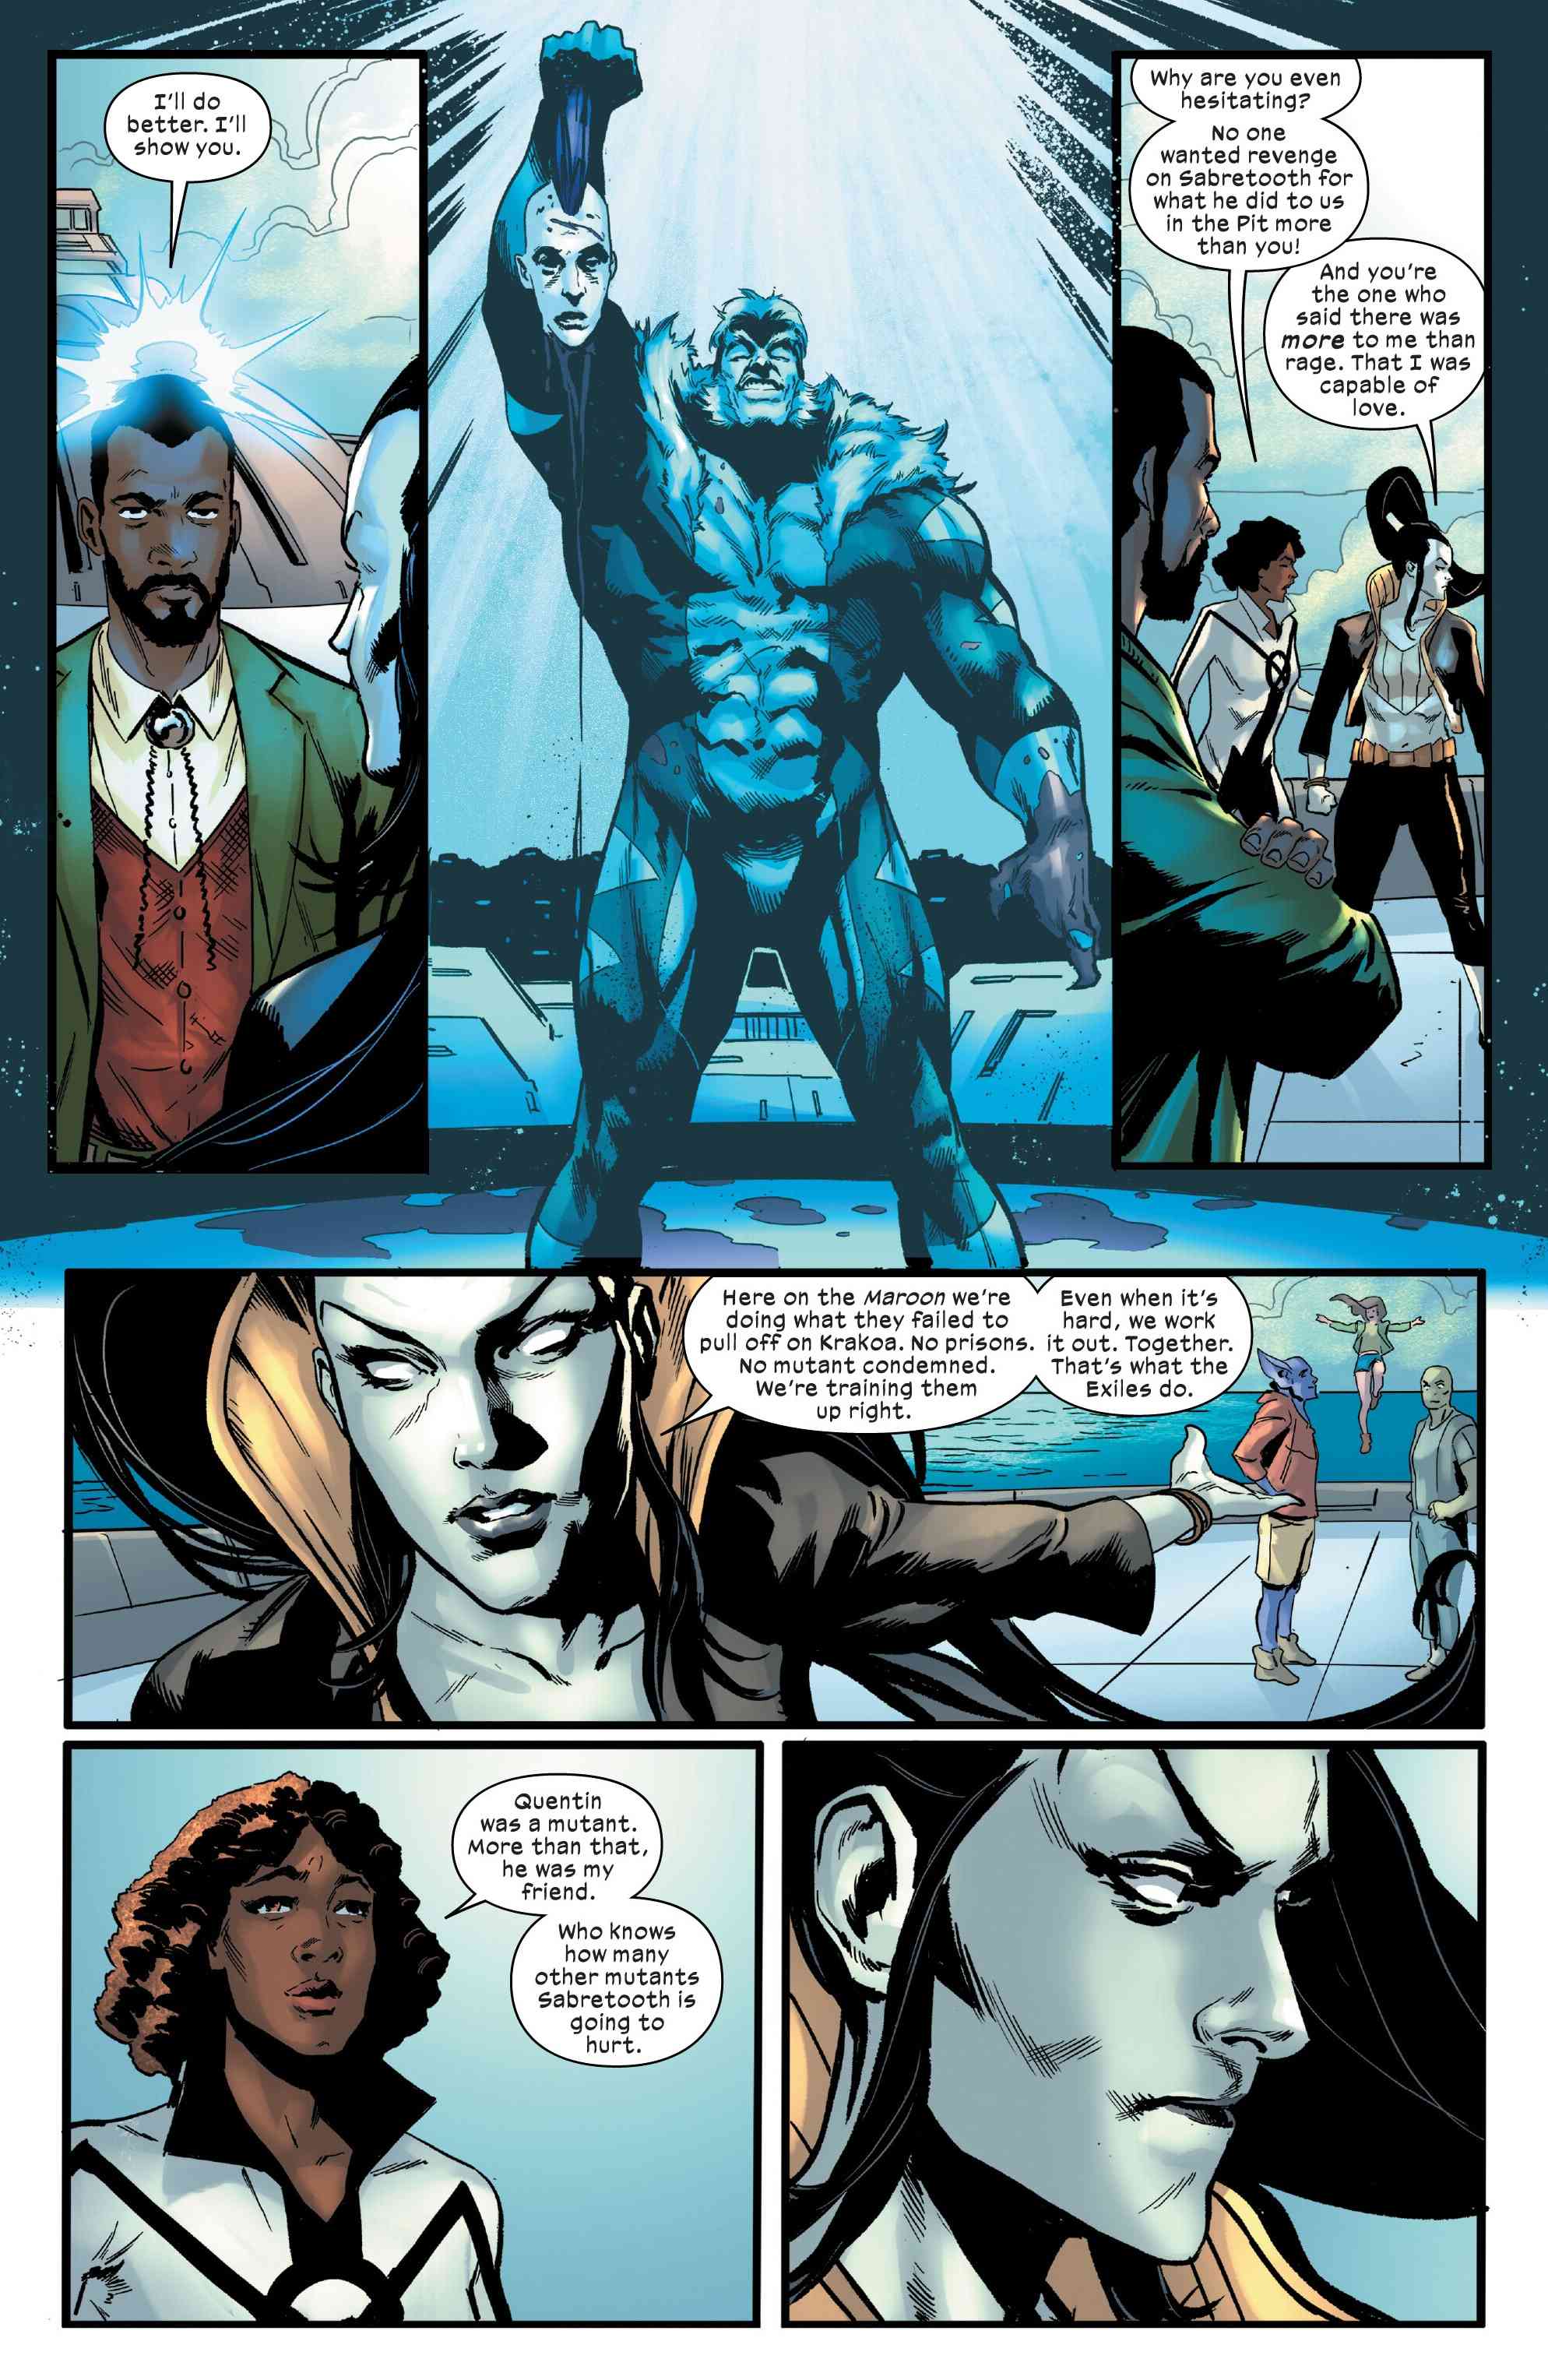 I'll do
better. I'll
show you.
Why are you even
hesitating?
No one
wanted revenge
on Sabretooth for
what he did to us
in the Pit more
than you!
And you're
the one who
said there was
more to me than
rage. That I was
capable of
love.
Here on the Maroon we're
doing what they failed to
pull off on Krakoa. No prisons.
No mutant condemned.
We're training them
up right.
Even when it's
hard, we work
it out. Together.
That's what the
Exiles do.
Quentin
was a mutant.
More than that,
he was my
friend.
Who knows
how many
other mutants
Sabretooth is
going to
hurt.